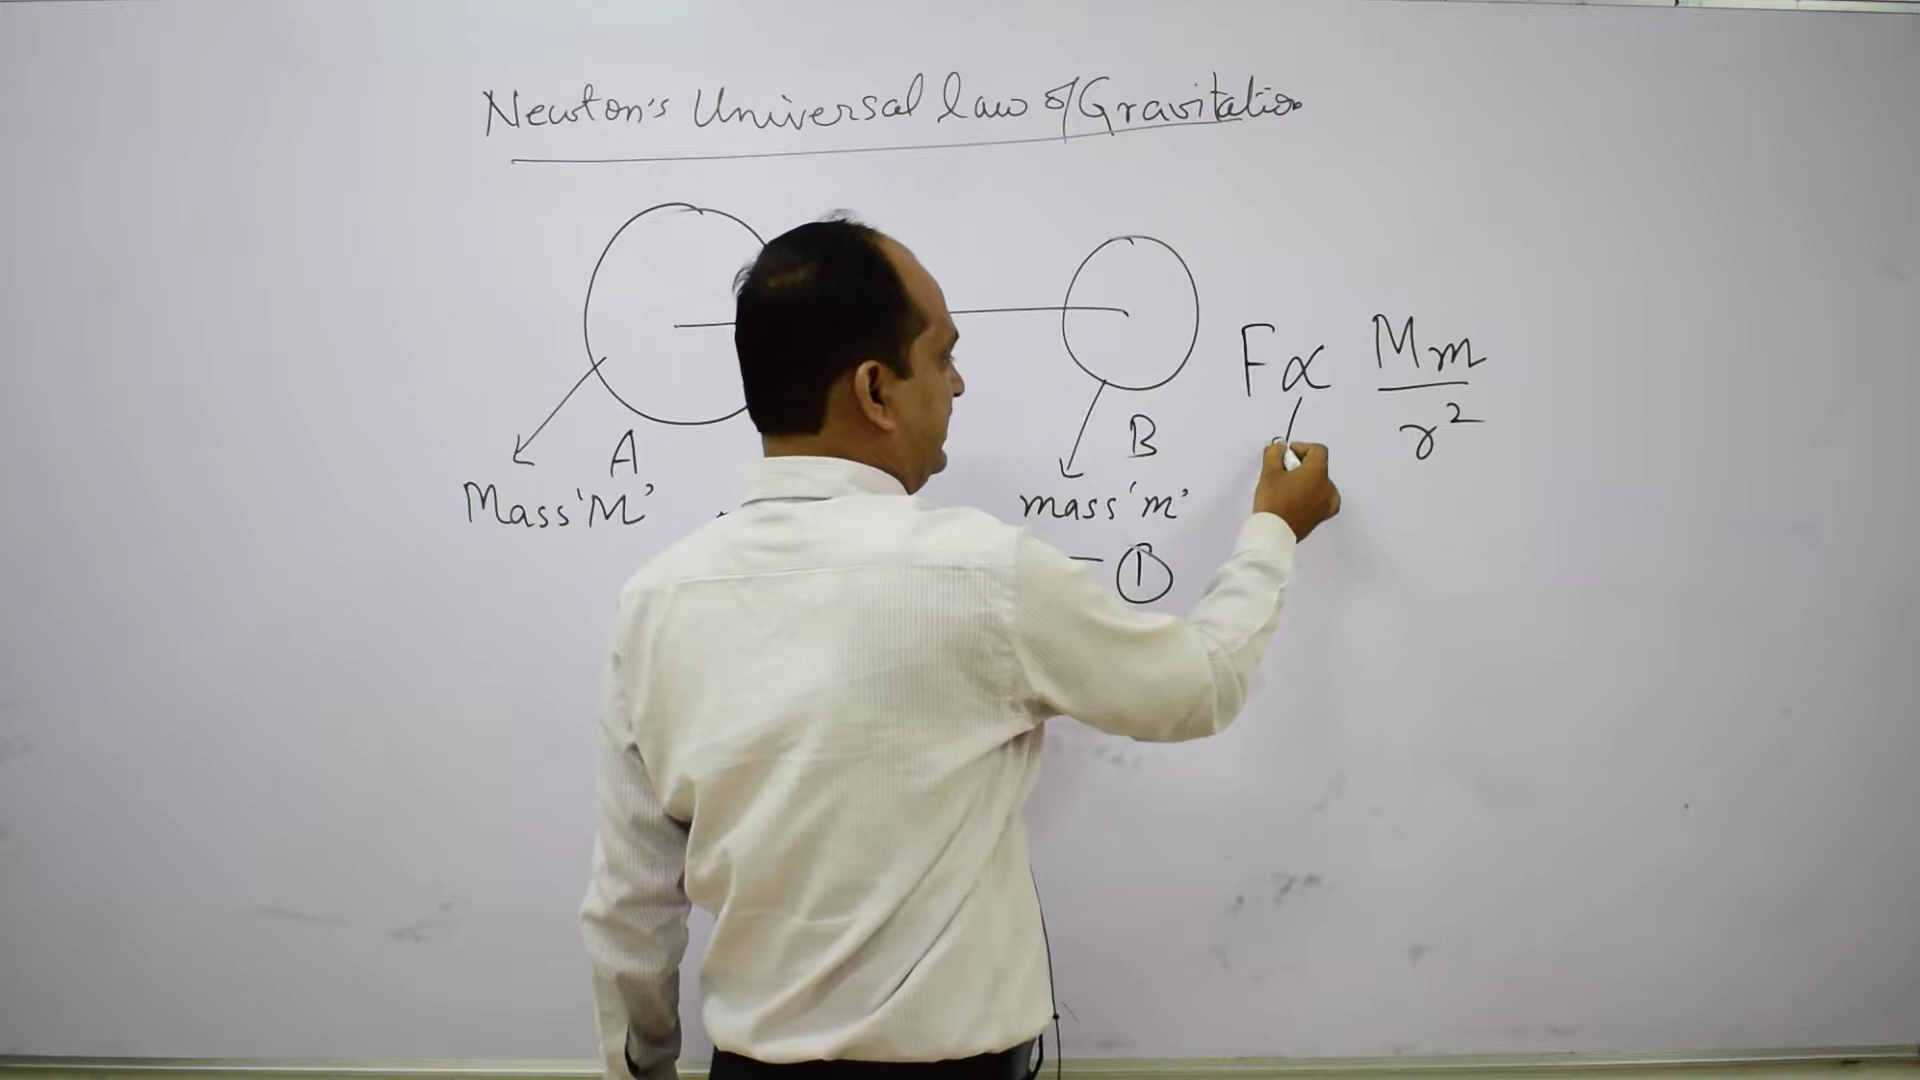 Newton's Universal law of Gravitation
A
B
Mass 'M'
mass 'm'
– ①
F ∝ Mm
r²